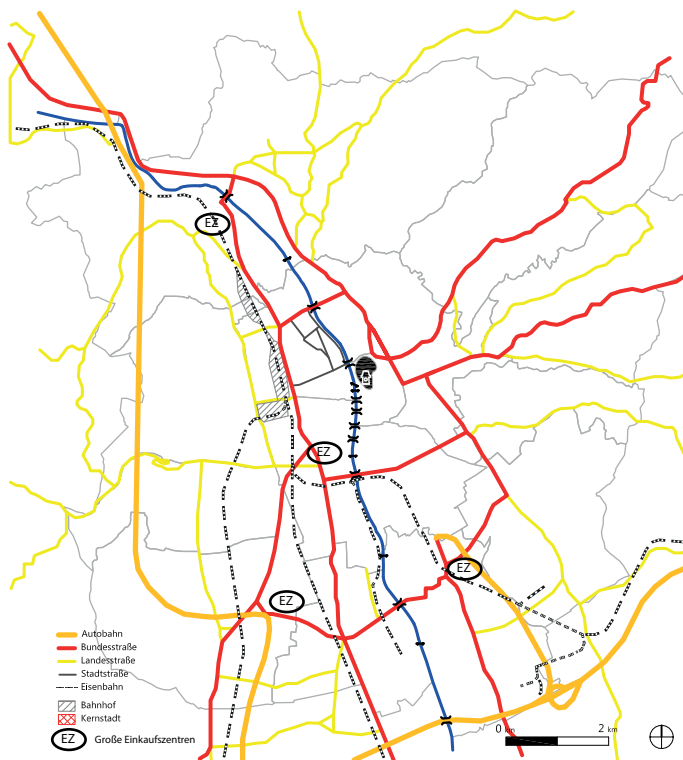 EZ
EZ
EZ
EZ
Autobahn
Bundesstraße
Landesstraße
Stadtstraße
Eisenbahn
Bahnhof
Kernstadt
EZ Große Einkaufszentren
0 km 2 km